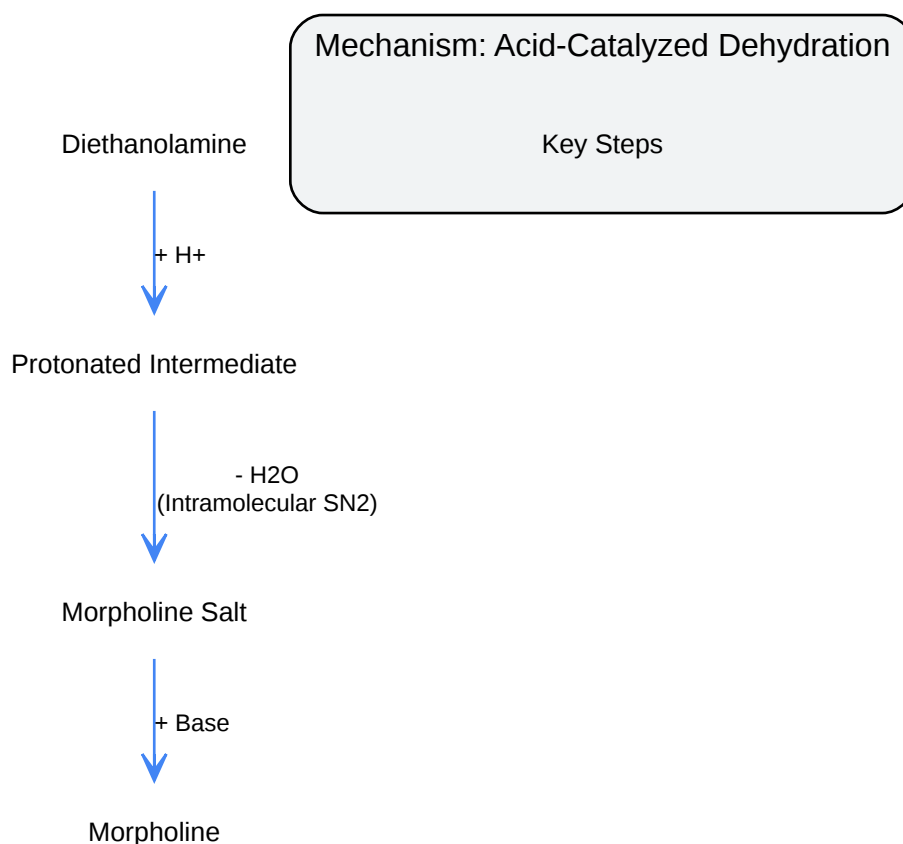 Mechanism: Acid-Catalyzed Dehydration
Diethanolamine
Key Steps
+ H+
Protonated Intermediate
- H2O
(Intramolecular SN2)
Morpholine Salt
+ Base
Morpholine